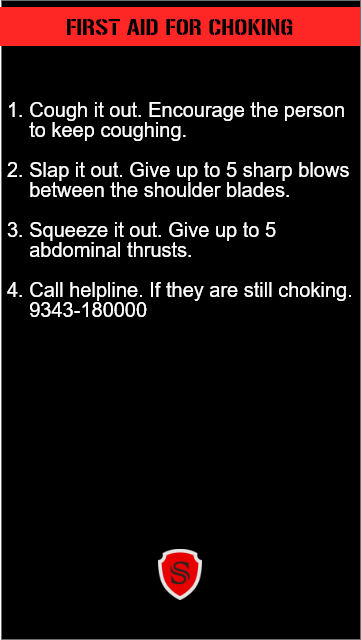 FIRST AID FOR CHOKING
1. Cough it out. Encourage the person
to keep coughing.
2. Slap it out. Give up to 5 sharp blows
between the shoulder blades.
3. Squeeze it out. Give up to 5
abdominal thrusts.
4. Call helpline. If they are still choking.
9343-180000
S